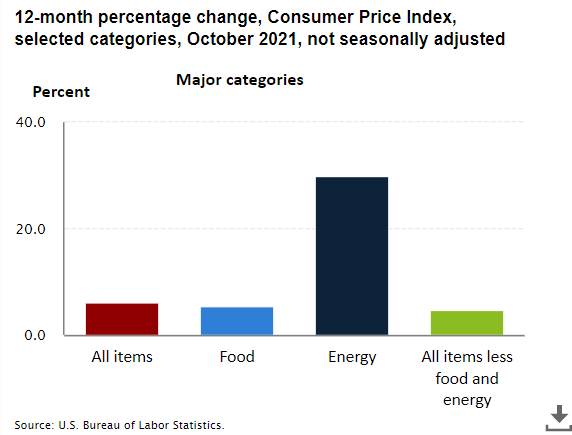 12-month percentage change, Consumer Price Index,
selected categories, October 2021, not seasonally adjusted
Major categories
Percent
40.0
20.0
0.0
All items
Food
Energy
All items less
food and
energy
Source: U.S. Bureau of Labor Statistics.